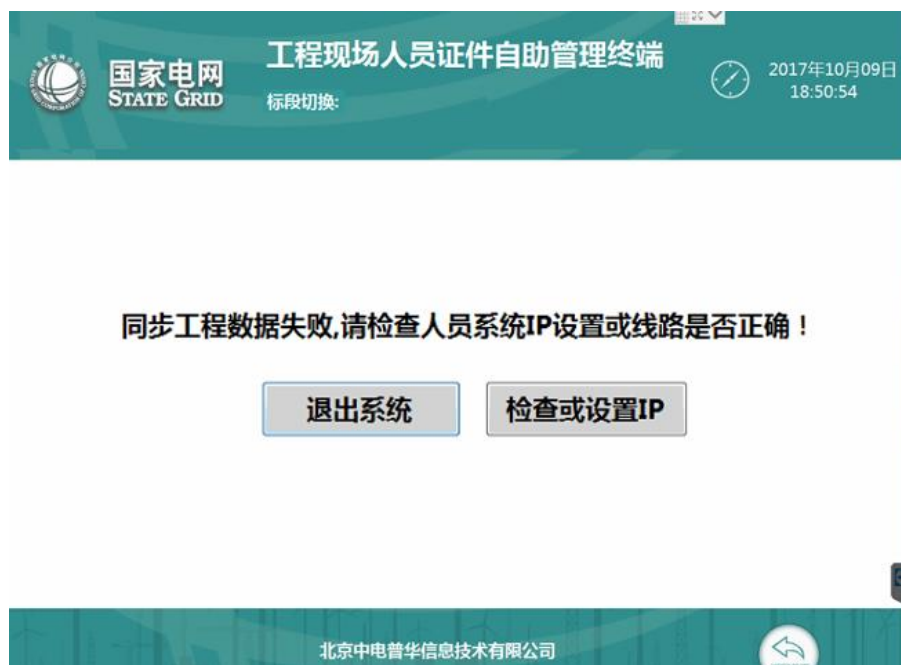 国家电网
STATE GRID
工程现场人员证件自助管理终端
标段切换:
2017年10月09日
18:50:54
同步工程数据失败,请检查人员系统IP设置或线路是否正确！
退出系统
检查或设置IP
北京中电普华信息技术有限公司